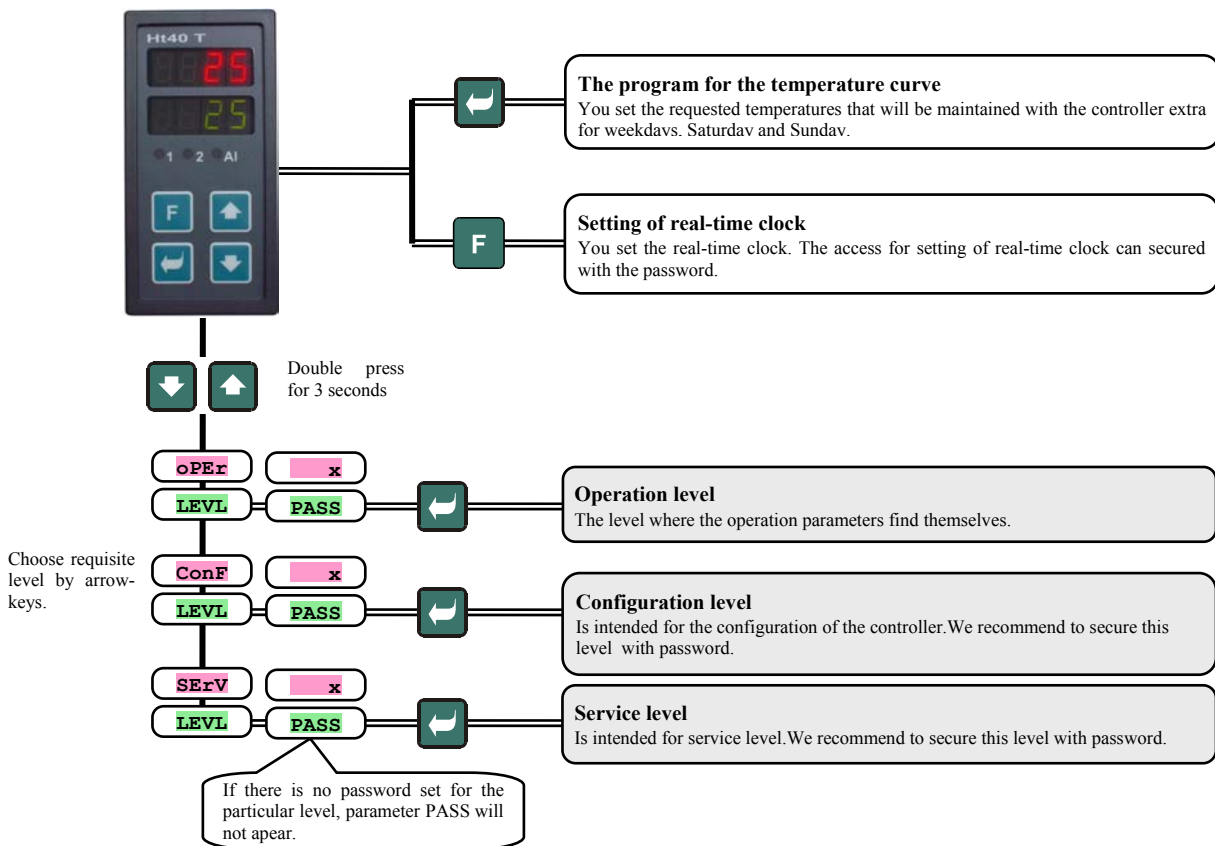 Ht40 T
25
25
1 2 Al
F
The program for the temperature curve
You set the requested temperatures that will be maintained with the controller extra
for weekdays. Saturday and Sunday.
F
Setting of real-time clock
You set the real-time clock. The access for setting of real-time clock can secured
with the password.
Double press
for 3 seconds
oPEr x
LEVL PASS
Operation level
The level where the operation parameters find themselves.
Choose requisite
level by arrow-
keys.
ConF x
LEVL PASS
Configuration level
Is intended for the configuration of the controller.We recommend to secure this
level with password.
SErV x
LEVL PASS
Service level
Is intended for service level.We recommend to secure this level with password.
If there is no password set for the
particular level, parameter PASS will
not apear.